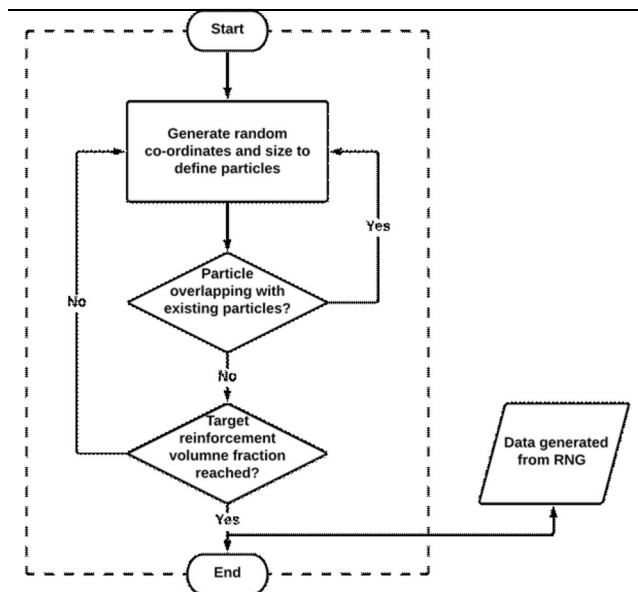 Start
Generate random
co-ordinates and size to
define particles
Yes
Particle
overlapping with
existing particles?
No
No
Target
reinforcement
volumne fraction
reached?
Data generated
from RNG
Yes
End